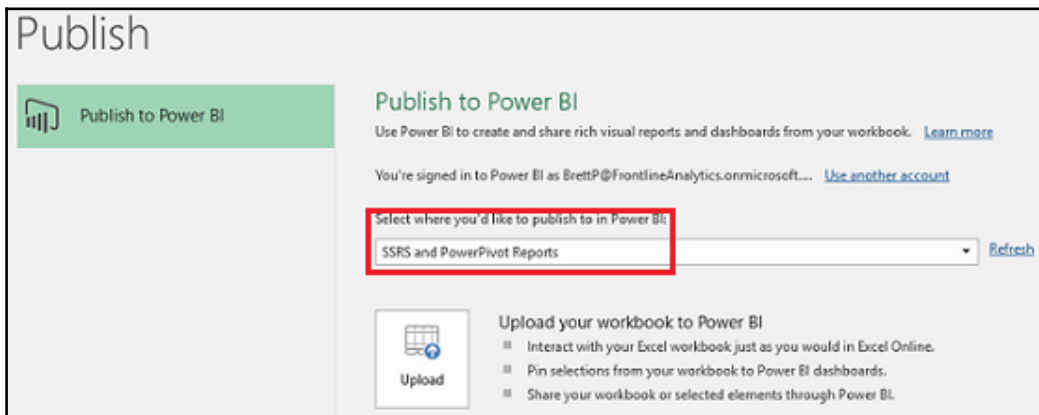 Publish
Publish to Power BI
Publish to Power BI
Use Power BI to create and share rich visual reports and dashboards from your workbook. Learn more
You're signed in to Power BI as BrettP@FrontlineAnalytics.onmicrosoft.... Use another account
Select where you'd like to publish to in Power BI:
SSRS and PowerPivot Reports
Refresh
Upload
Upload your workbook to Power BI
Interact with your Excel workbook just as you would in Excel Online.
Pin selections from your workbook to Power BI dashboards.
Share your workbook or selected elements through Power BI.